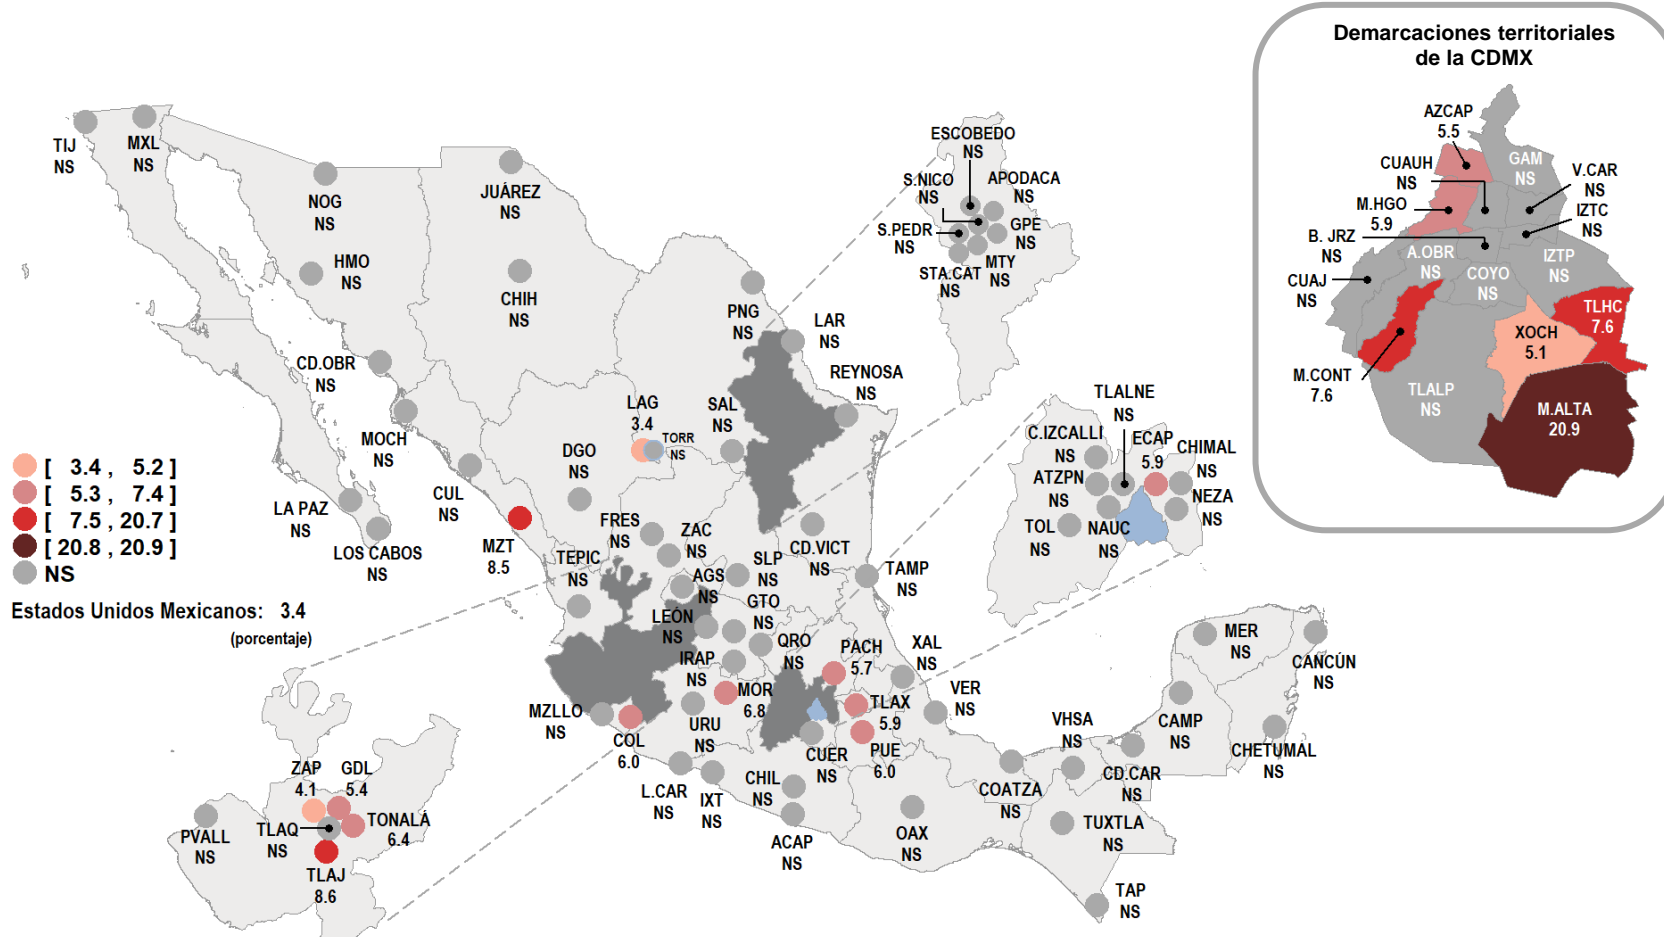 Demarcaciones territoriales
de la CDMX
AZCAP
5.5
GAM
NS
CUAUH
NS
V.CAR
NS
M.HGO
5.9
IZTC
NS
B. JRZ
NS
A.OBR
NS
IZTP
NS
COYO
NS
CUAJ
NS
TLHC
7.6
XOCH
5.1
M.CONT
7.6
TLALP
NS
M.ALTA
20.9
TIJ
NS
MXL
NS
NOG
NS
JUÁREZ
NS
HMO
NS
CHIH
NS
ESCOBEDO
NS
S.NICO
NS
APODACA
NS
S.PEDR
NS
GPE
NS
MTY
NS
STA.CAT
NS
PNG
NS
LAR
NS
CD.OBR
NS
REYNOSA
NS
LAG
3.4
TORR
NS
SAL
NS
MOCH
NS
DGO
NS
TLALNE
NS
C.IZCALLI
NS
ECAP
5.9
CHIMAL
NS
ATZPN
NS
NEZA
NS
TOL
NS
NAUC
NS
[ 3.4 , 5.2 ]
[ 5.3 , 7.4 ]
[ 7.5 , 20.7 ]
[ 20.8 , 20.9 ]
NS
Estados Unidos Mexicanos: 3.4
(porcentaje)
LA PAZ
NS
CUL
NS
LOS CABOS
NS
MZT
8.5
FRES
NS
ZAC
NS
CD.VICT
NS
TEPIC
NS
AGS
NS
SLP
NS
TAMP
NS
GTO
NS
LEÓN
NS
QRO
NS
IRAP
NS
PACH
5.7
XAL
NS
MER
NS
CANCÚN
NS
MOR
6.8
TLAX
5.9
VER
NS
MZLLO
NS
COL
6.0
URU
NS
CUER
NS
PUE
6.0
VHSA
NS
CAMP
NS
CHETUMAL
NS
L.CAR
NS
IXT
NS
CHIL
NS
COATZA
NS
CD.CAR
NS
ACAP
NS
OAX
NS
TUXTLA
NS
TAP
NS
ZAP
4.1
GDL
5.4
PVALL
NS
TLAQ
NS
TONALÁ
6.4
TLAJ
8.6